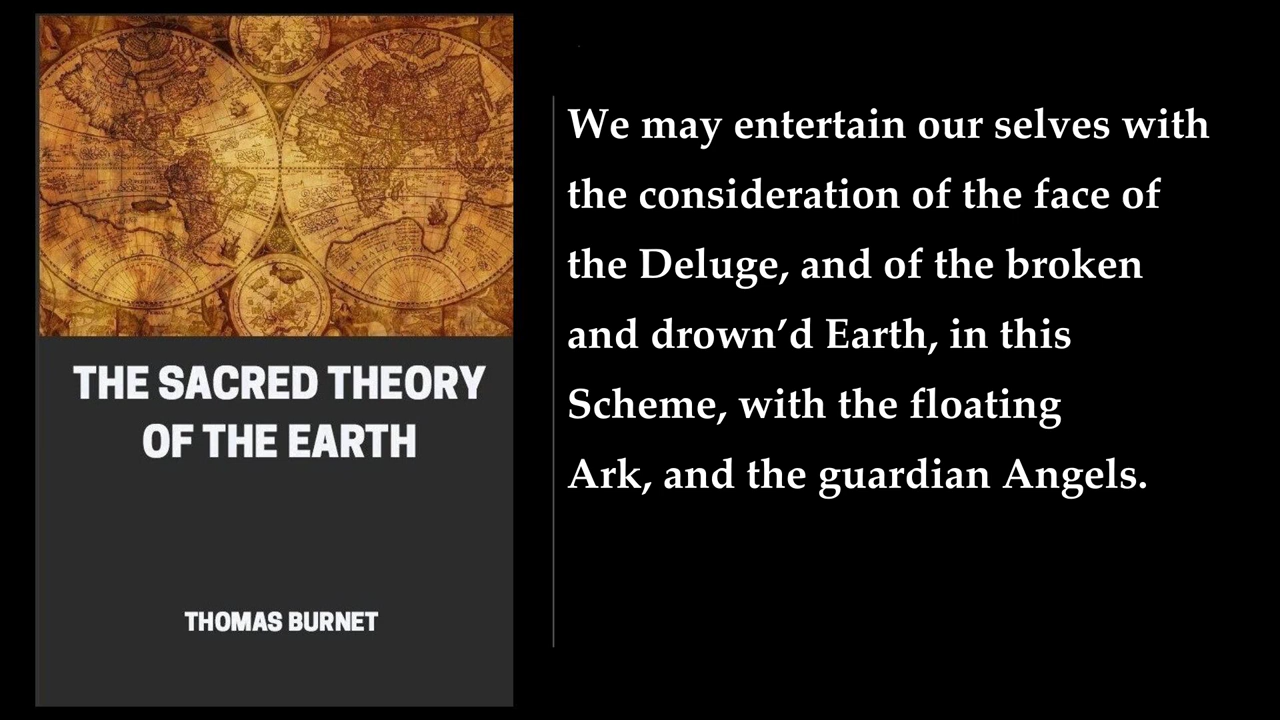 THE SACRED THEORY
OF THE EARTH
THOMAS BURNET
We may entertain our selves with
the consideration of the face of
the Deluge, and of the broken
and drown’d Earth, in this
Scheme, with the floating
Ark, and the guardian Angels.